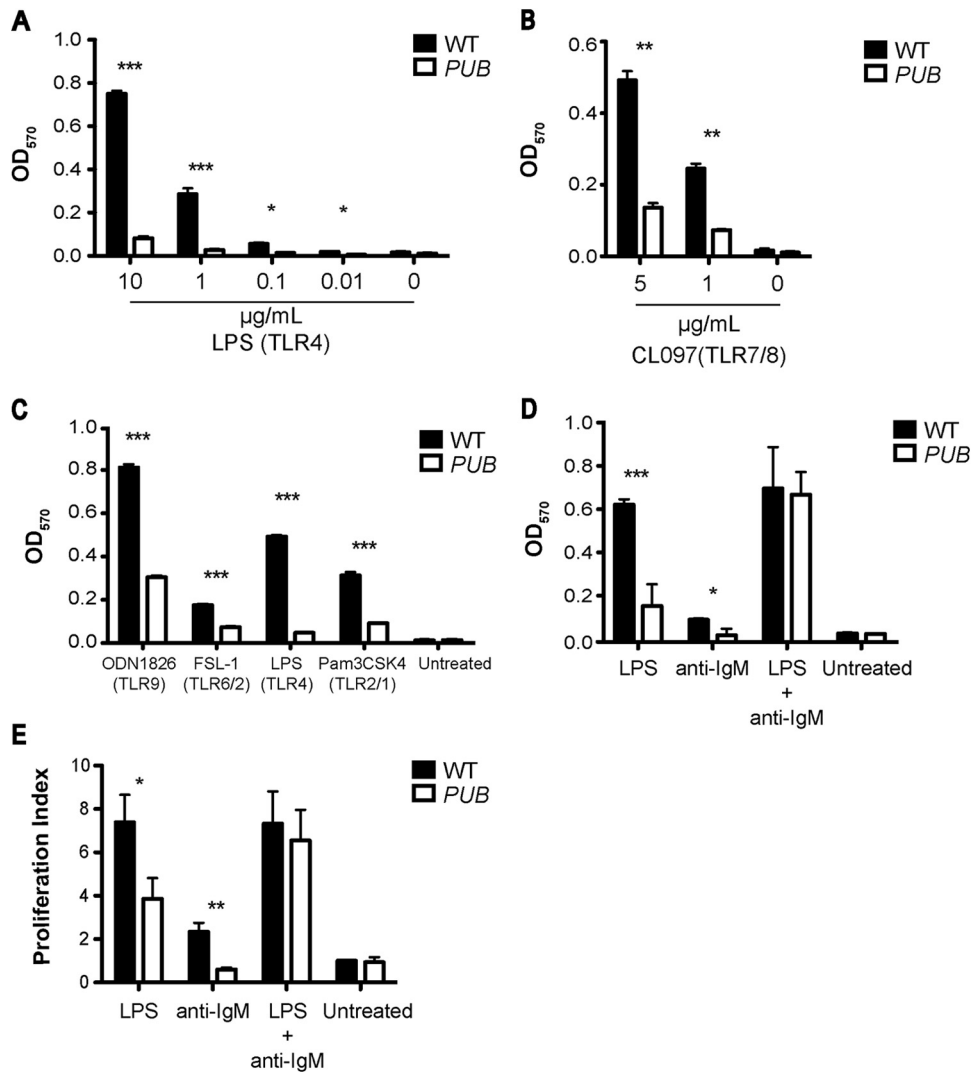 A
1.0
0.8
0.6
0.4
0.2
0.0
OD570
***
***
*
*
WT
PUB
10 1 0.1 0.01 0
µg/mL
LPS (TLR4)
B
0.6
0.4
0.2
0.0
OD570
**
**
WT
PUB
5 1 0
µg/mL
CL097(TLR7/8)
C
1.0
0.8
0.6
0.4
0.2
0.0
OD570
***
***
***
***
WT
PUB
ODN1826 FSL-1 LPS Pam3CSK4 Untreated
(TLR9) (TLR6/2) (TLR4) (TLR2/1)
D
1.0
0.8
0.6
0.4
0.2
0.0
OD570
***
*
WT
PUB
LPS anti-IgM LPS Untreated
+
anti-IgM
E
10
8
6
4
2
0
Proliferation Index
*
**
WT
PUB
LPS anti-IgM LPS Untreated
+
anti-IgM